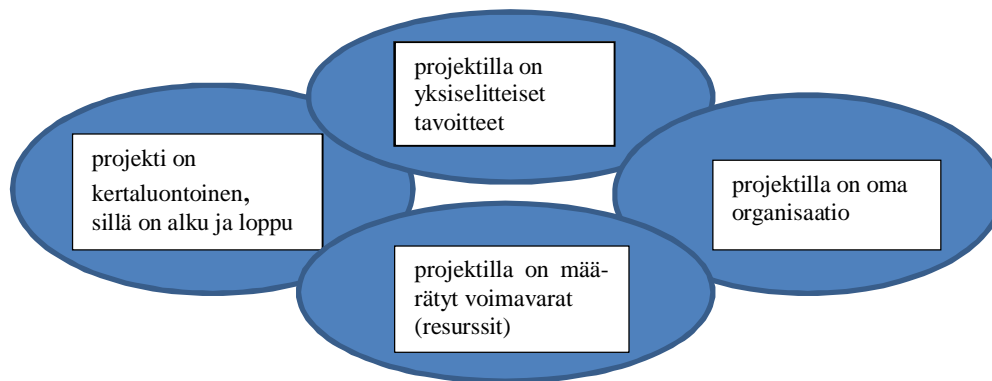 projektilla on
yksiselitteiset
tavoitteet
projekti on
kertaluontoinen,
sillä on alku ja loppu
projektilla on oma
organisaatio
projektilla on mää-
rätyt voimavarat
(resurssit)